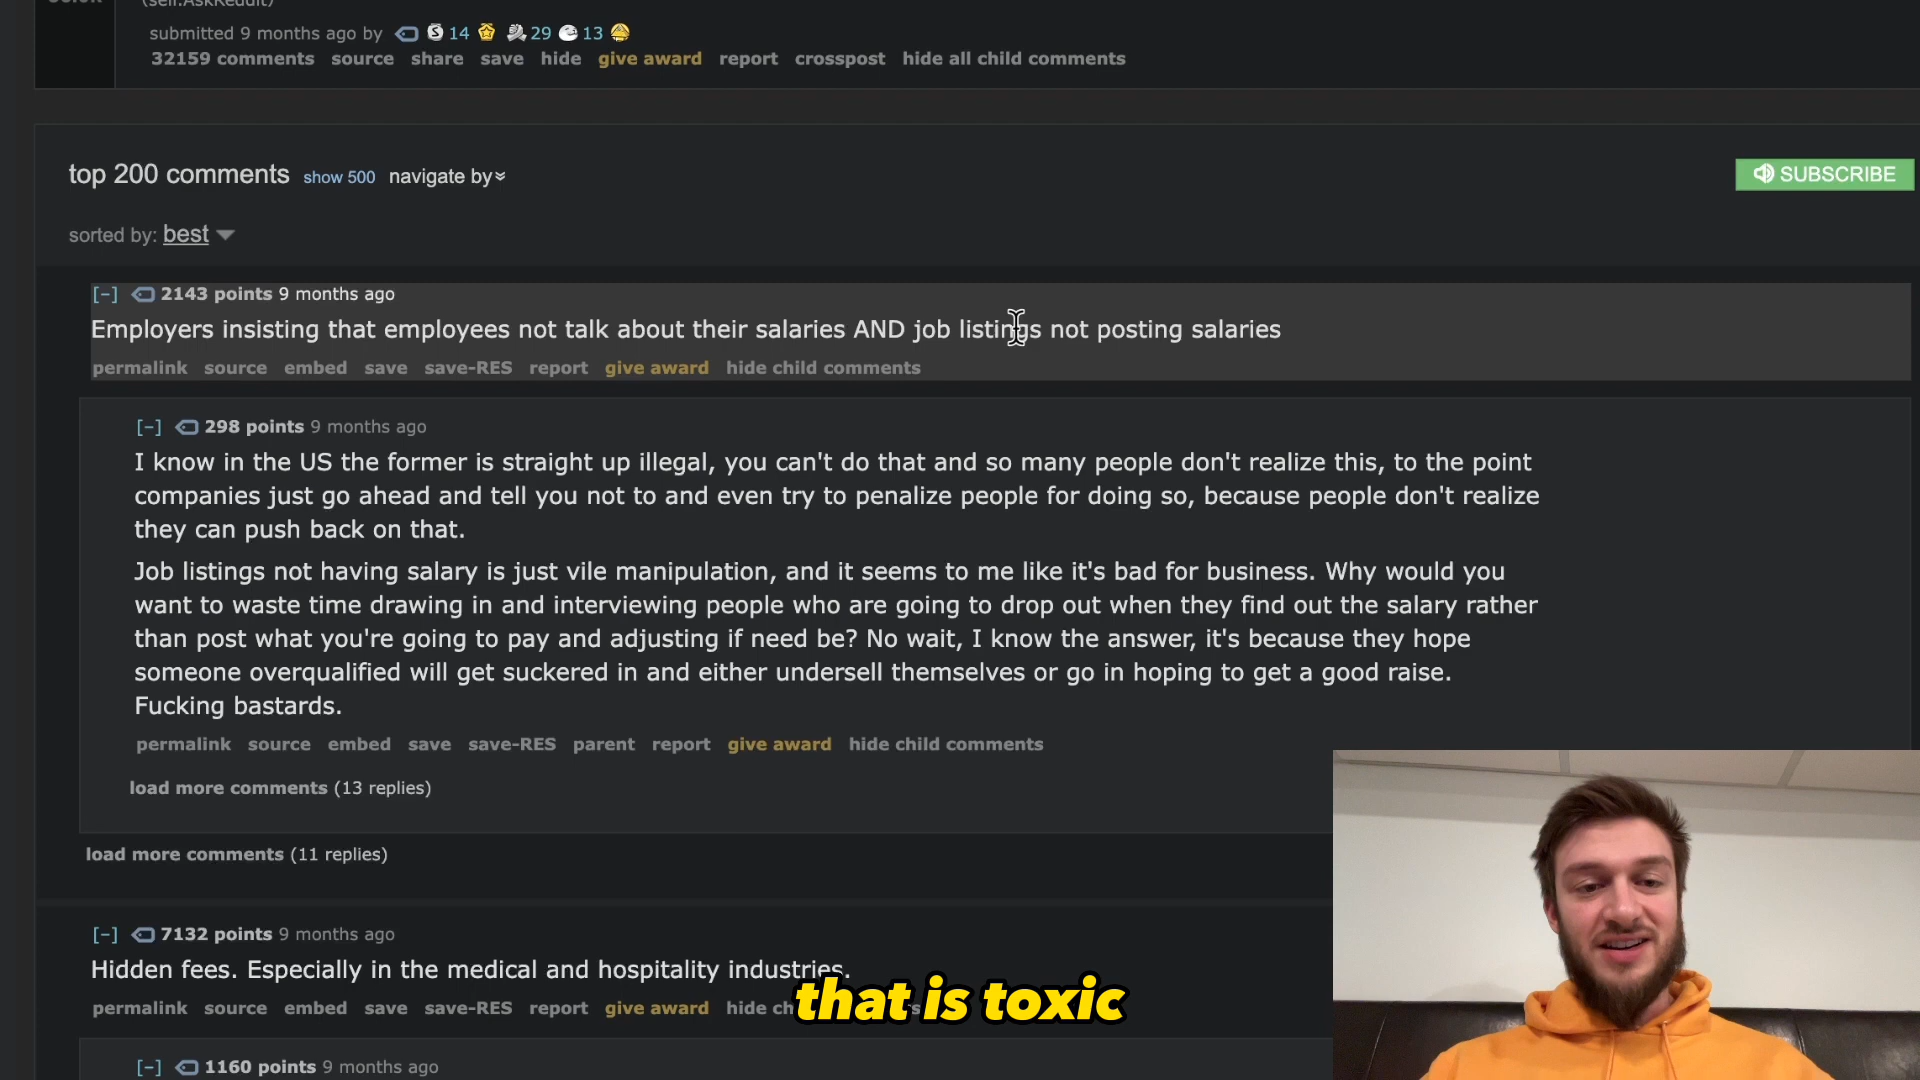 (self.AskReddit)
submitted 9 months ago by 14 29 13
32159 comments source share save hide give award report crosspost hide all child comments
top 200 comments show 500 navigate by
SUBSCRIBE
sorted by: best
[-] 2143 points 9 months ago
Employers insisting that employees not talk about their salaries AND job listings not posting salaries
permalink source embed save save-RES report give award hide child comments
[-] 298 points 9 months ago
I know in the US the former is straight up illegal, you can't do that and so many people don't realize this, to the point
companies just go ahead and tell you not to and even try to penalize people for doing so, because people don't realize
they can push back on that.
Job listings not having salary is just vile manipulation, and it seems to me like it's bad for business. Why would you
want to waste time drawing in and interviewing people who are going to drop out when they find out the salary rather
than post what you're going to pay and adjusting if need be? No wait, I know the answer, it's because they hope
someone overqualified will get suckered in and either undersell themselves or go in hoping to get a good raise.
Fucking bastards.
permalink source embed save save-RES parent report give award hide child comments
load more comments (13 replies)
load more comments (11 replies)
[-] 7132 points 9 months ago
Hidden fees. Especially in the medical and hospitality industries.
permalink source embed save save-RES report give award hide
that is toxic
[-] 1160 points 9 months ago